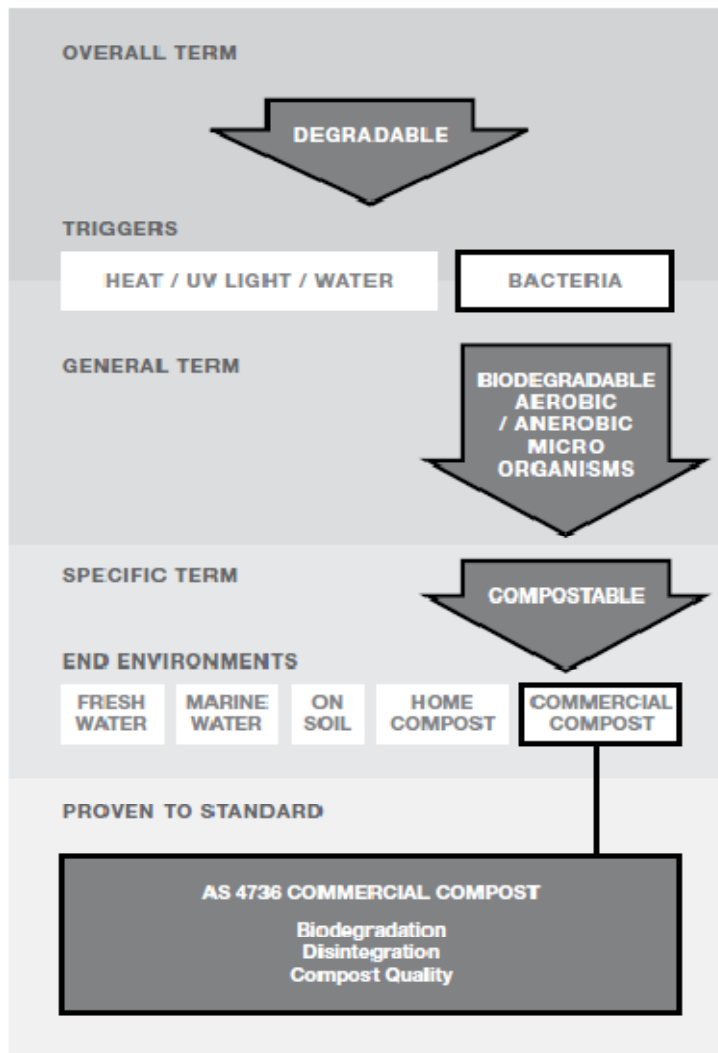 OVERALL TERM
DEGRADABLE
TRIGGERS
HEAT / UV LIGHT / WATER
BACTERIA
GENERAL TERM
BIODEGRADABLE
AEROBIC
/ ANEROBIC
MICRO
ORGANISMS
SPECIFIC TERM
COMPOSTABLE
END ENVIRONMENTS
FRESH
WATER
MARINE
WATER
ON
SOIL
HOME
COMPOST
COMMERCIAL
COMPOST
PROVEN TO STANDARD
AS 4736 COMMERCIAL COMPOST
Biodegradation
Disintegration
Compost Quality